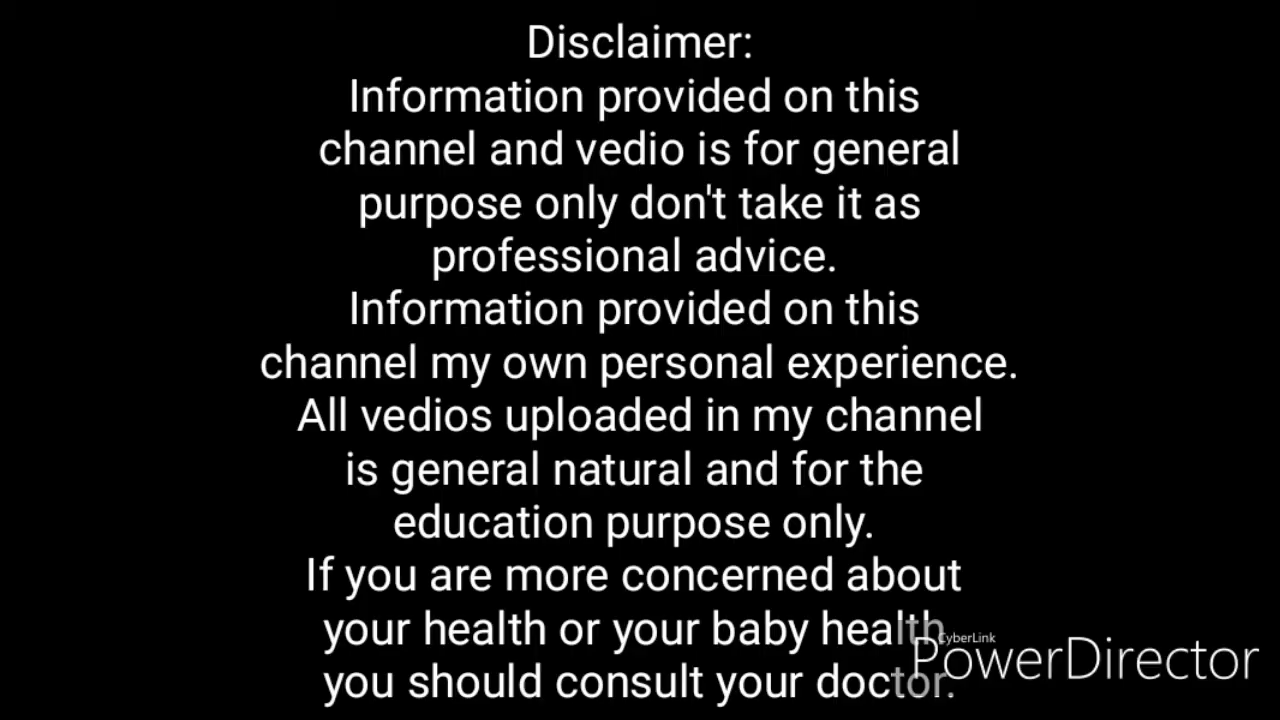 Disclaimer:
Information provided on this
channel and vedio is for general
purpose only don't take it as
professional advice.
Information provided on this
channel my own personal experience.
All vedios uploaded in my channel
is general natural and for the
education purpose only.
If you are more concerned about
your health or your baby health
you should consult your doctor.
CyberLink
PowerDirector